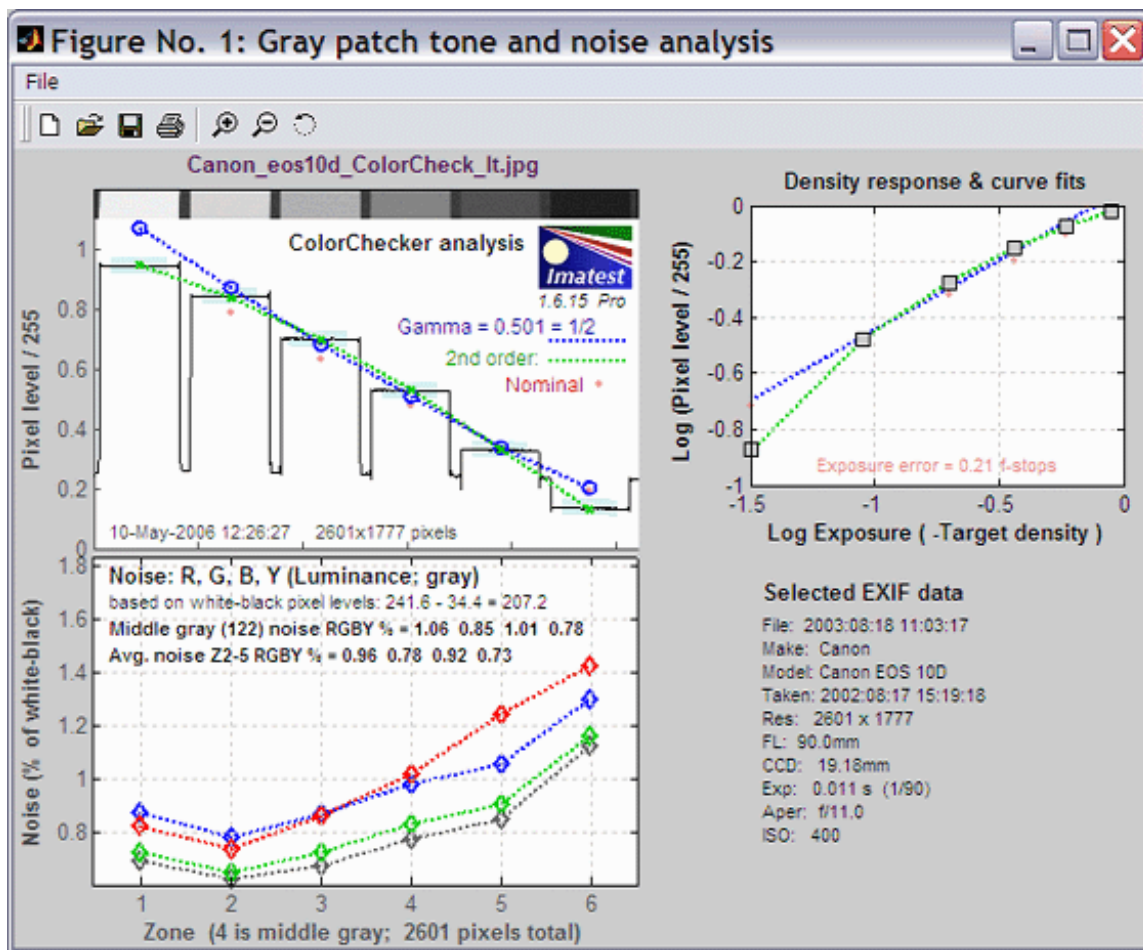 Figure No. 1: Gray patch tone and noise analysis
File
Canon_eos10d_ColorCheck_lt.jpg
ColorChecker analysis
Imatest
1.6.15 Pro
Gamma = 0.501 = 1/2
2nd order:
Nominal
1
0.8
0.6
0.4
0.2
0
Pixel level / 255
10-May-2006 12:26:27 2601x1777 pixels
Density response & curve fits
0
-0.2
-0.4
-0.6
-0.8
-1
Log (Pixel level / 255)
Exposure error = 0.21 f-stops
-1.5 -1 -0.5 0
Log Exposure ( -Target density )
1.8
1.6
1.4
1.2
1
0.8
Noise (% of white-black)
Noise: R, G, B, Y (Luminance; gray)
based on white-black pixel levels: 241.6 - 34.4 = 207.2
Middle gray (122) noise RGBY % = 1.06 0.85 1.01 0.78
Avg. noise Z2-5 RGBY % = 0.96 0.78 0.92 0.73
1 2 3 4 5 6
Zone (4 is middle gray; 2601 pixels total)
Selected EXIF data
File: 2003:08:18 11:03:17
Make: Canon
Model: Canon EOS 10D
Taken: 2002:08:17 15:19:18
Res: 2601 x 1777
FL: 90.0mm
CCD: 19.18mm
Exp: 0.011 s (1/90)
Aper: f/11.0
ISO: 400